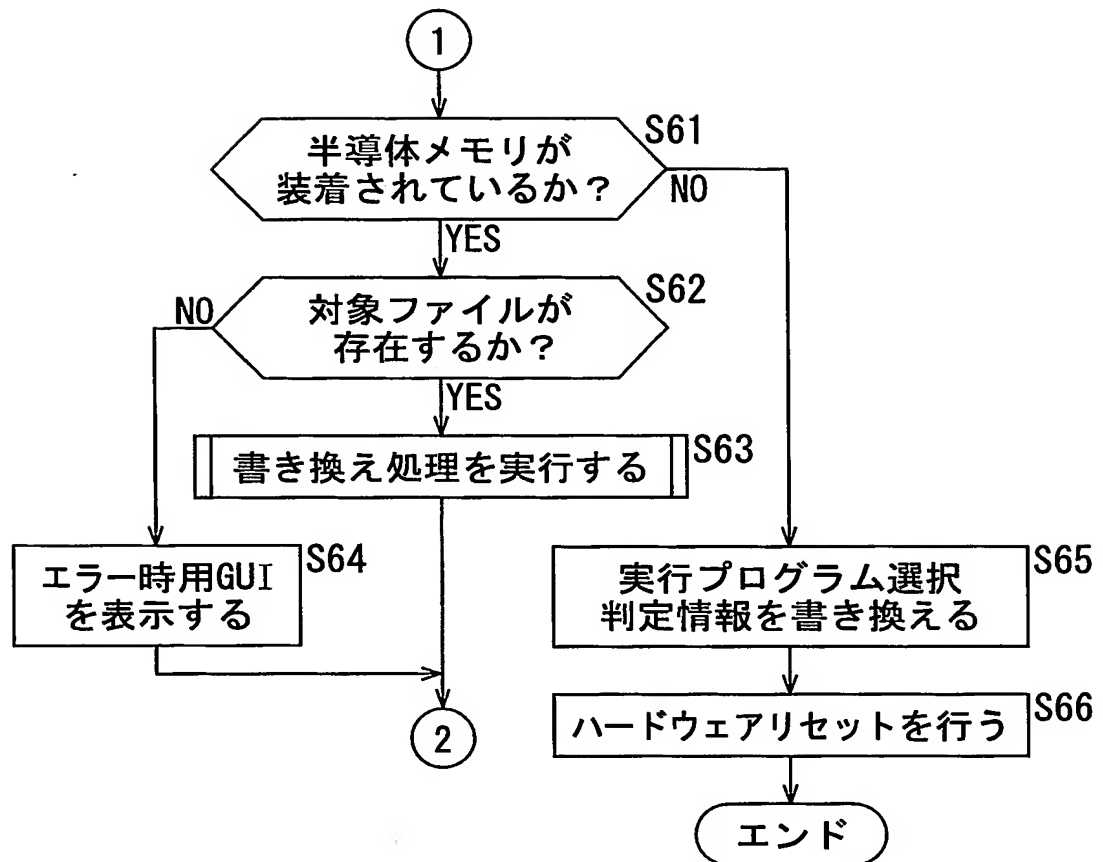 1
半導体メモリが
装着されているか？
S61
NO
YES
対象ファイルが
存在するか？
S62
NO
YES
書き換え処理を実行する
S63
エラー時用GUI
を表示する
S64
実行プログラム選択
判定情報を書き換える
S65
ハードウェアリセットを行う
S66
2
エンド